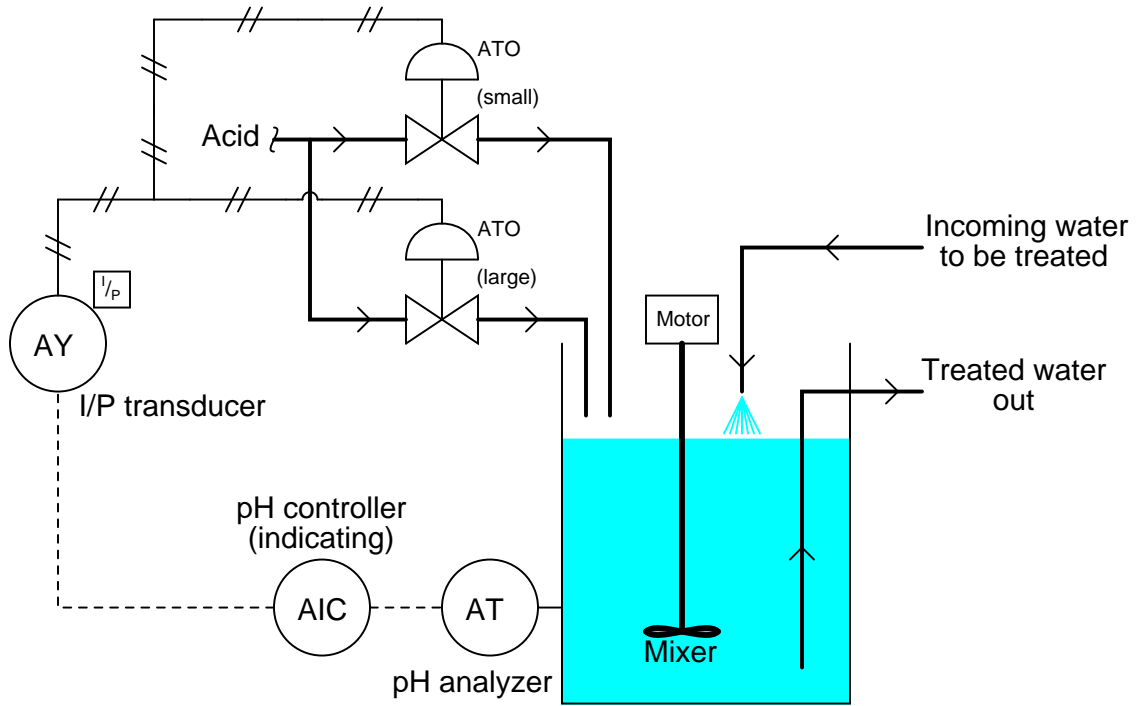 ATO
(small)
Acid
ATO
(large)
Incoming water
to be treated
I/P
AY
I/P transducer
Motor
Treated water
out
pH controller
(indicating)
AIC
AT
pH analyzer
Mixer